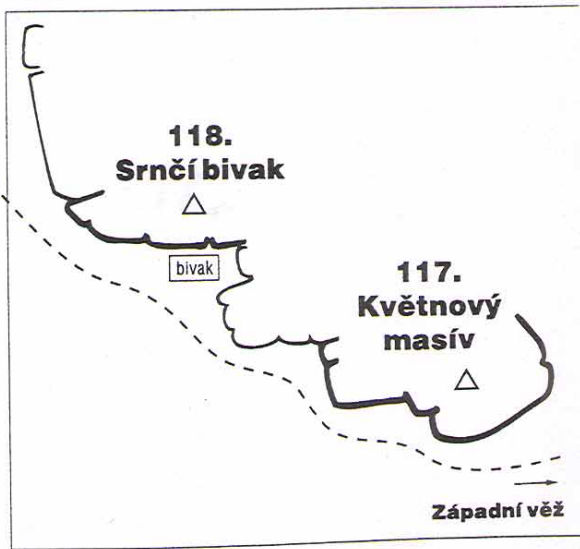 118.
Srnčí bivak
bivak
117.
Květnový
masív
Západní věž